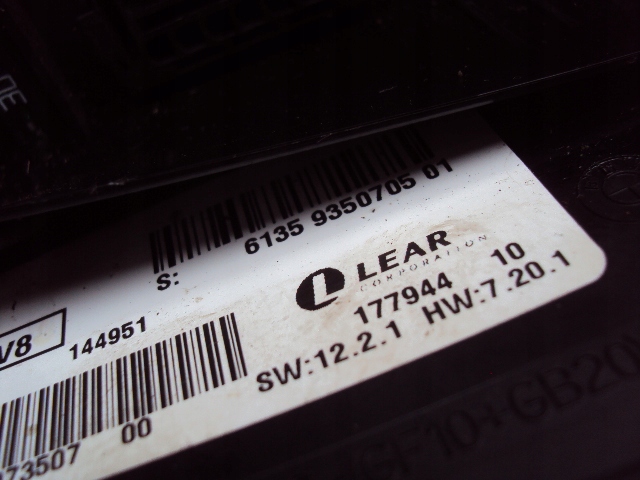 6135 9350705 01
S:
LEAR
CORPORATION
177944 10
V8
144951
SW:12.2.1 HW:7.20.1
73507 00